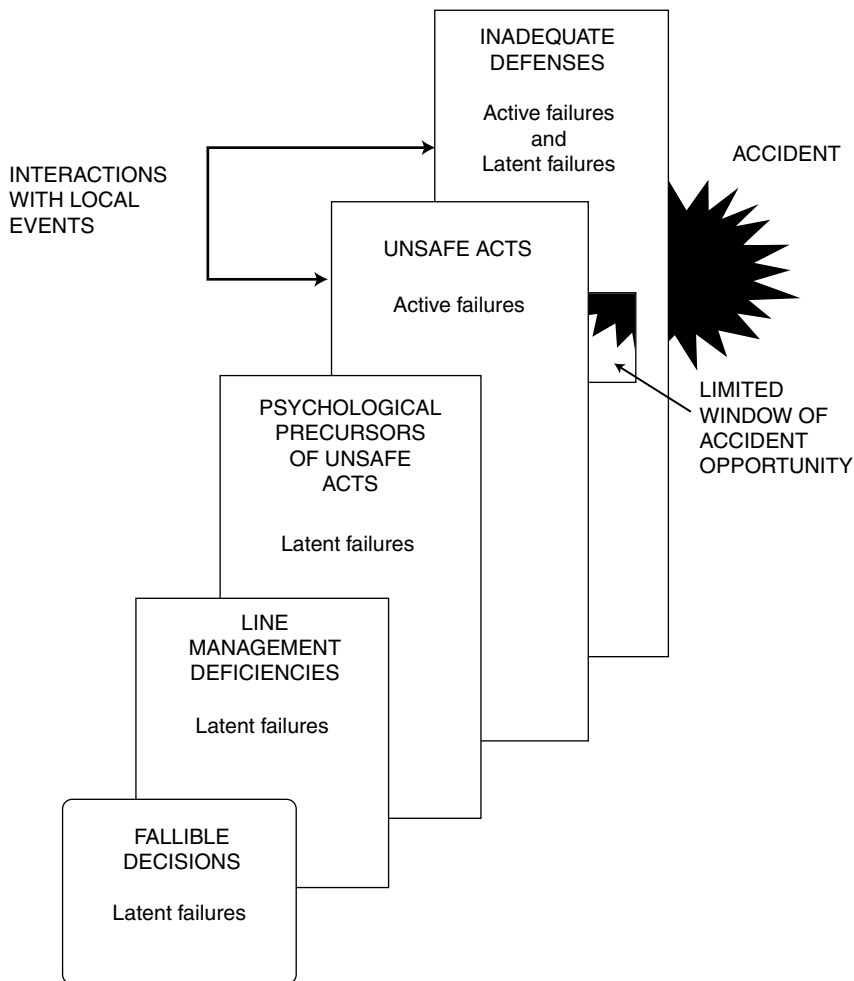 INADEQUATE
DEFENSES
Active failures
and
Latent failures
ACCIDENT
INTERACTIONS
WITH LOCAL
EVENTS
UNSAFE ACTS
Active failures
LIMITED
WINDOW OF
ACCIDENT
OPPORTUNITY
PSYCHOLOGICAL
PRECURSORS
OF UNSAFE
ACTS
Latent failures
LINE
MANAGEMENT
DEFICIENCIES
Latent failures
FALLIBLE
DECISIONS
Latent failures